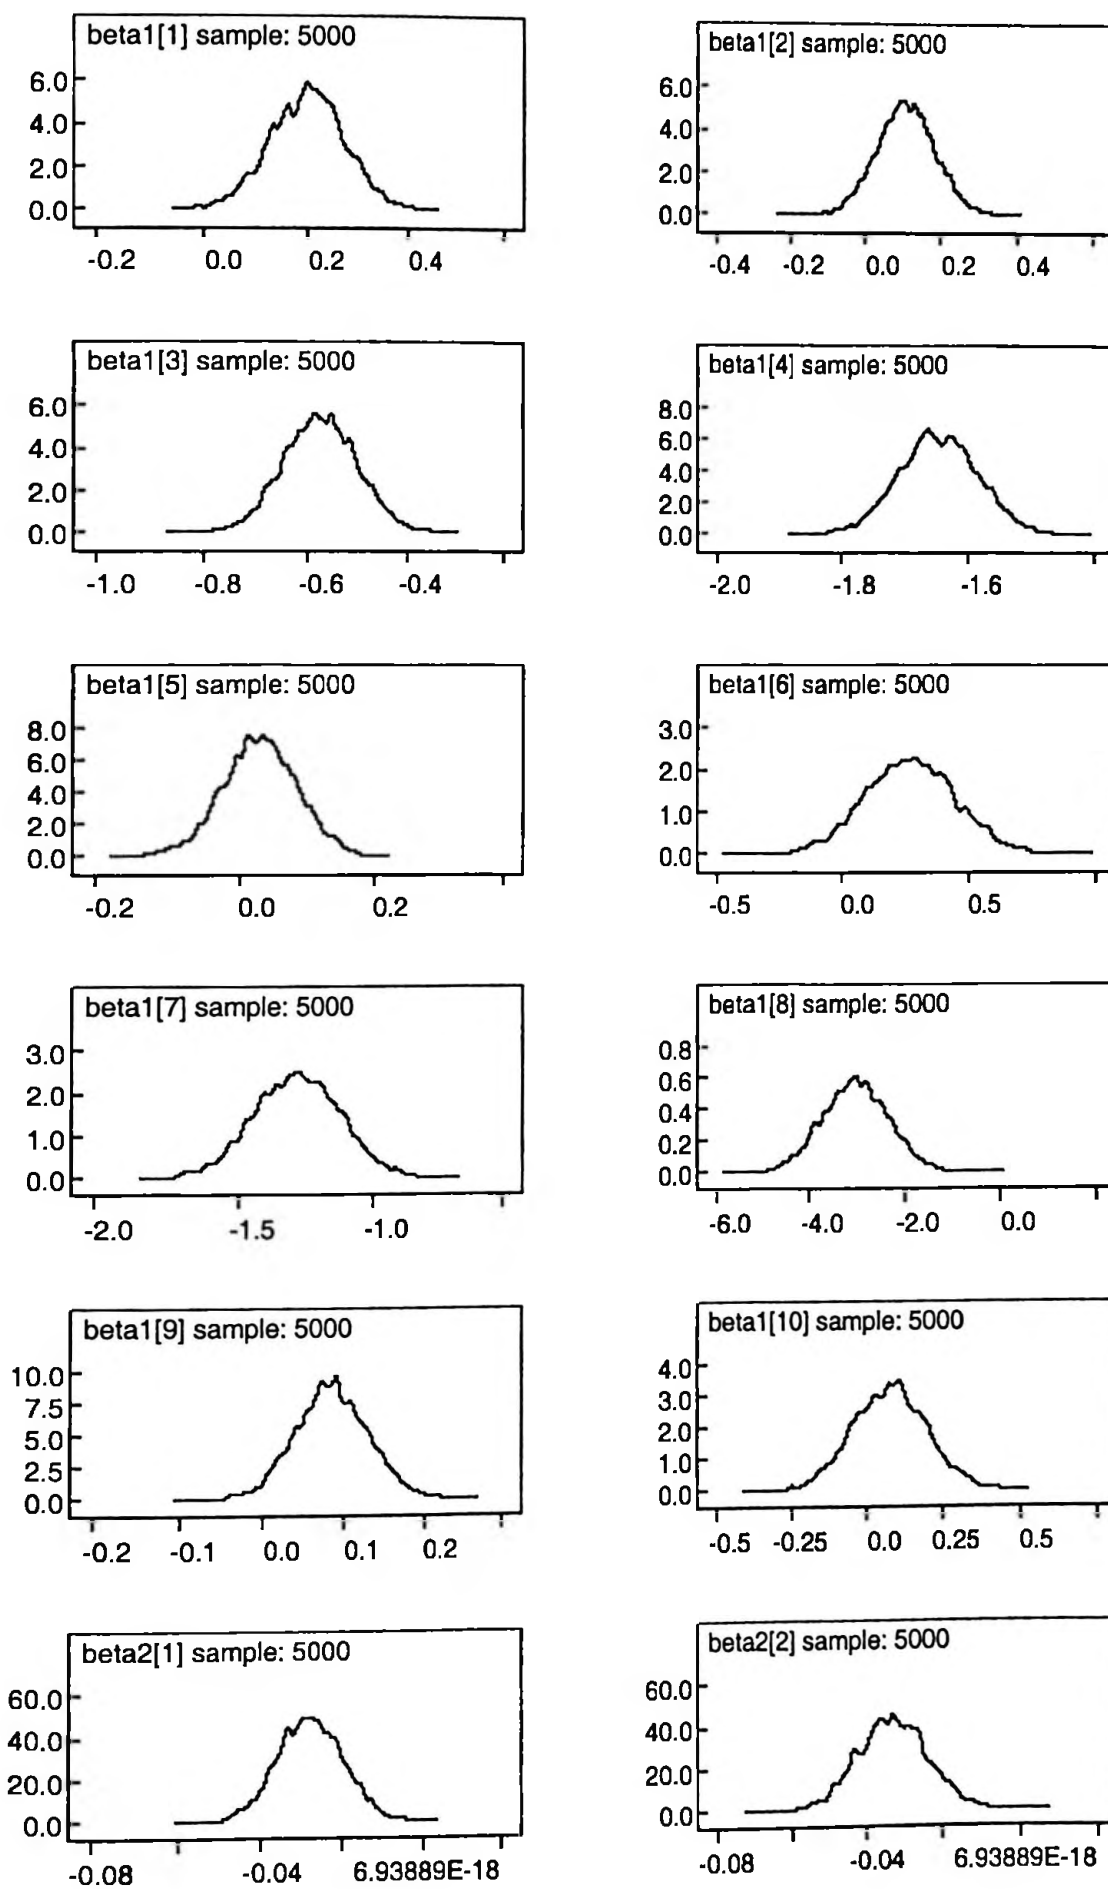 beta1[1] sample: 5000
6.0
4.0
2.0
0.0
-0.2 0.0 0.2 0.4
beta1[2] sample: 5000
6.0
4.0
2.0
0.0
-0.4 -0.2 0.0 0.2 0.4
beta1[3] sample: 5000
6.0
4.0
2.0
0.0
-1.0 -0.8 -0.6 -0.4
beta1[4] sample: 5000
8.0
6.0
4.0
2.0
0.0
-2.0 -1.8 -1.6
beta1[5] sample: 5000
8.0
6.0
4.0
2.0
0.0
-0.2 0.0 0.2
beta1[6] sample: 5000
3.0
2.0
1.0
0.0
-0.5 0.0 0.5
beta1[7] sample: 5000
3.0
2.0
1.0
0.0
-2.0 -1.5 -1.0
beta1[8] sample: 5000
0.8
0.6
0.4
0.2
0.0
-6.0 -4.0 -2.0 0.0
beta1[9] sample: 5000
10.0
7.5
5.0
2.5
0.0
-0.2 -0.1 0.0 0.1 0.2
beta1[10] sample: 5000
4.0
3.0
2.0
1.0
0.0
-0.5 -0.25 0.0 0.25 0.5
beta2[1] sample: 5000
60.0
40.0
20.0
0.0
-0.08 -0.04 6.93889E-18
beta2[2] sample: 5000
60.0
40.0
20.0
0.0
-0.08 -0.04 6.93889E-18